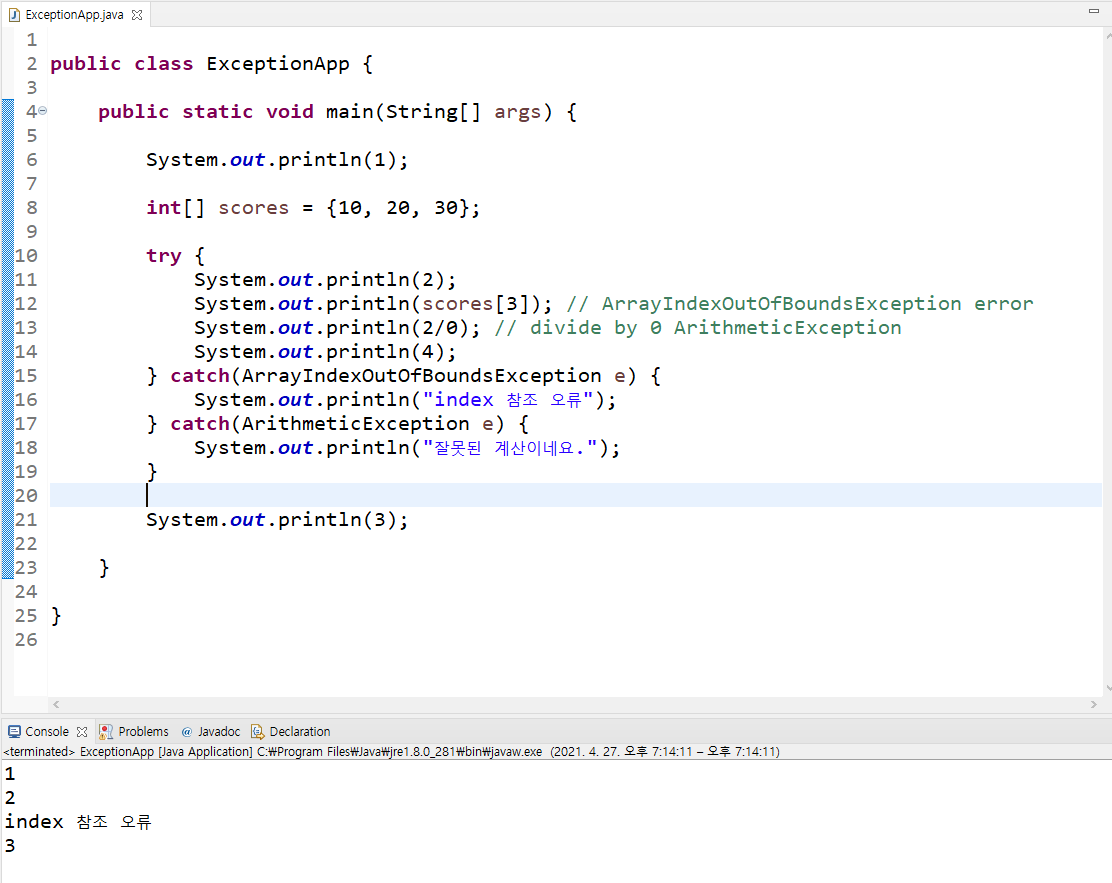 ExceptionApp.java
1
2 public class ExceptionApp {
3
4 public static void main(String[] args) {
5
6 System.out.println(1);
7
8 int[] scores = {10, 20, 30};
9
10 try {
11 System.out.println(2);
12 System.out.println(scores[3]); // ArrayIndexOutOfBoundsException error
13 System.out.println(2/0); // divide by 0 ArithmeticException
14 System.out.println(4);
15 } catch(ArrayIndexOutOfBoundsException e) {
16 System.out.println("index 참조 오류");
17 } catch(ArithmeticException e) {
18 System.out.println("잘못된 계산이네요.");
19 }
20
21 System.out.println(3);
22
23 }
24
25 }
26
Console Problems @ Javadoc Declaration
<terminated> ExceptionApp [Java Application] C:₩Program Files₩Java₩jre1.8.0_281₩bin₩javaw.exe (2021. 4. 27. 오후 7:14:11 – 오후 7:14:11)
1
2
index 참조 오류
3